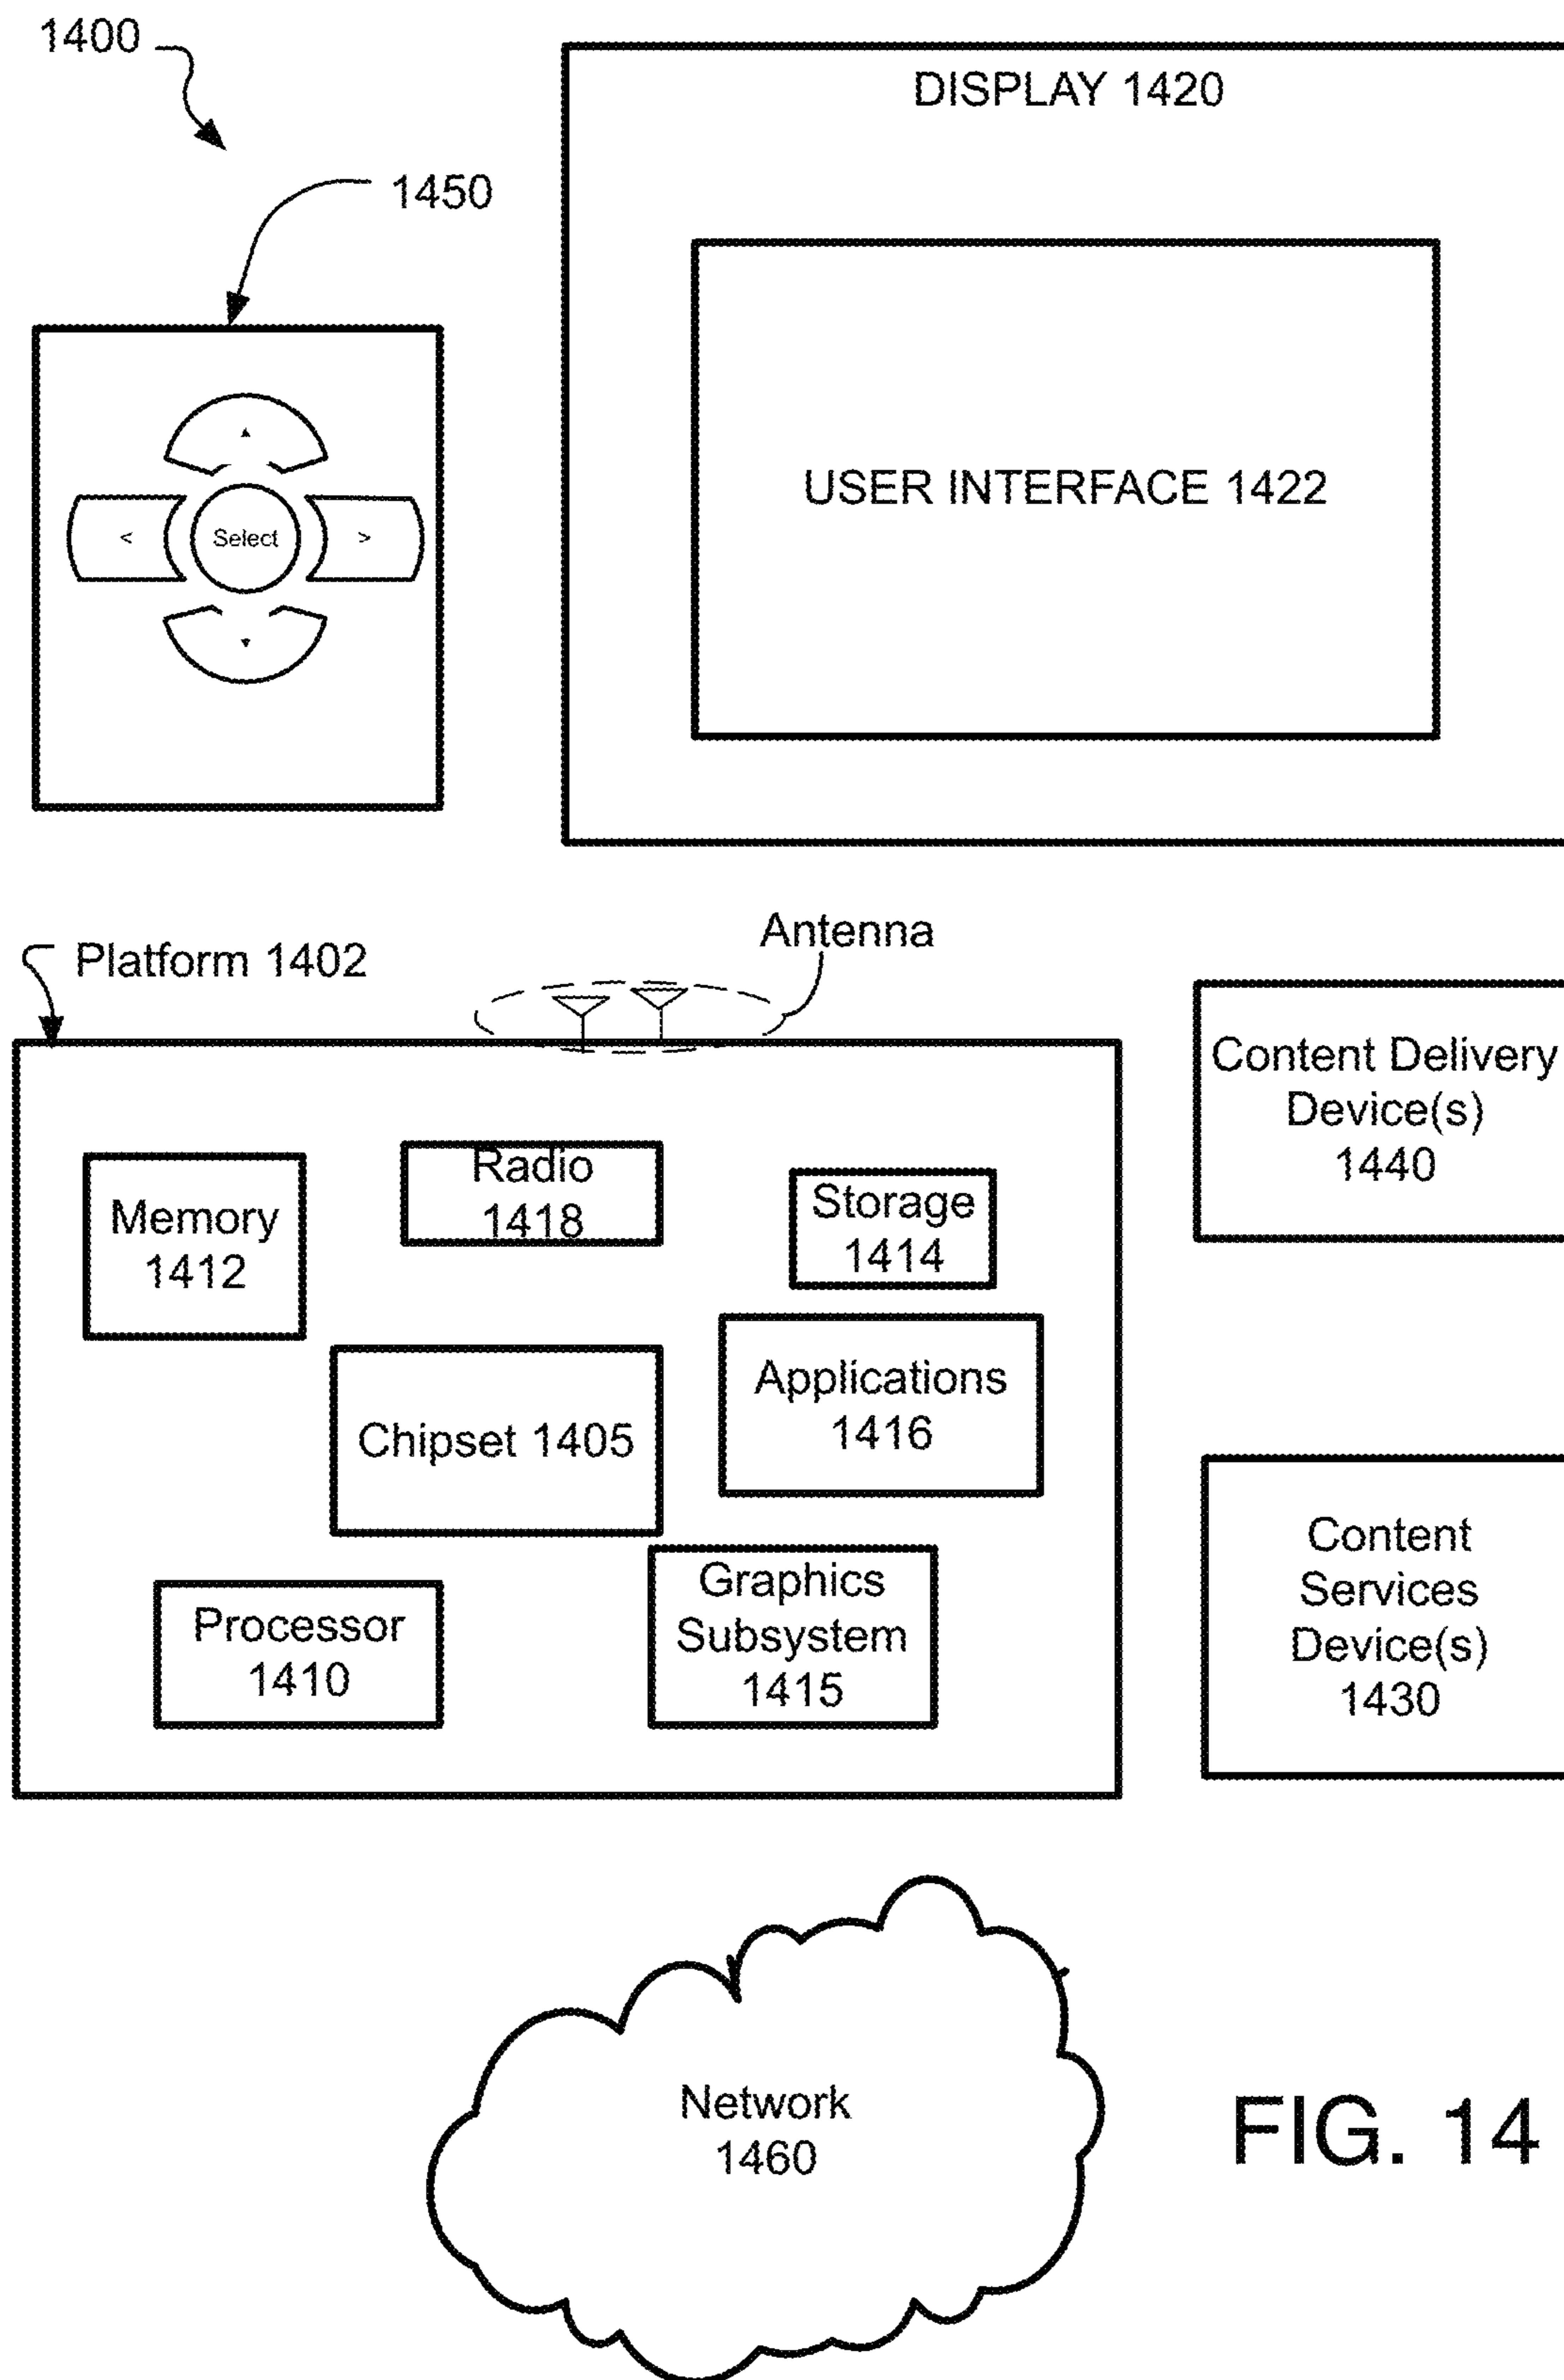 1400
DISPLAY 1420
1450
USER INTERFACE 1422
<
Select
>
Antenna
Platform 1402
Content Delivery
Device(s)
1440
Radio
1418
Memory
1412
Storage
1414
Applications
1416
Chipset 1405
Content
Services
Device(s)
1430
Graphics
Subsystem
1415
Processor
1410
Network
1460
FIG. 14